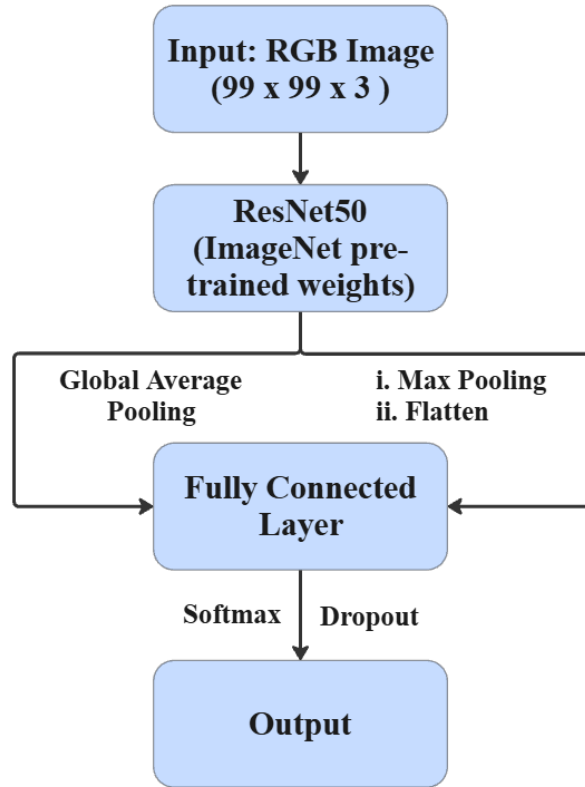 Input: RGB Image
(99 x 99 x 3 )
ResNet50
(ImageNet pre-
trained weights)
Global Average
Pooling
i. Max Pooling
ii. Flatten
Fully Connected
Layer
Softmax
Dropout
Output